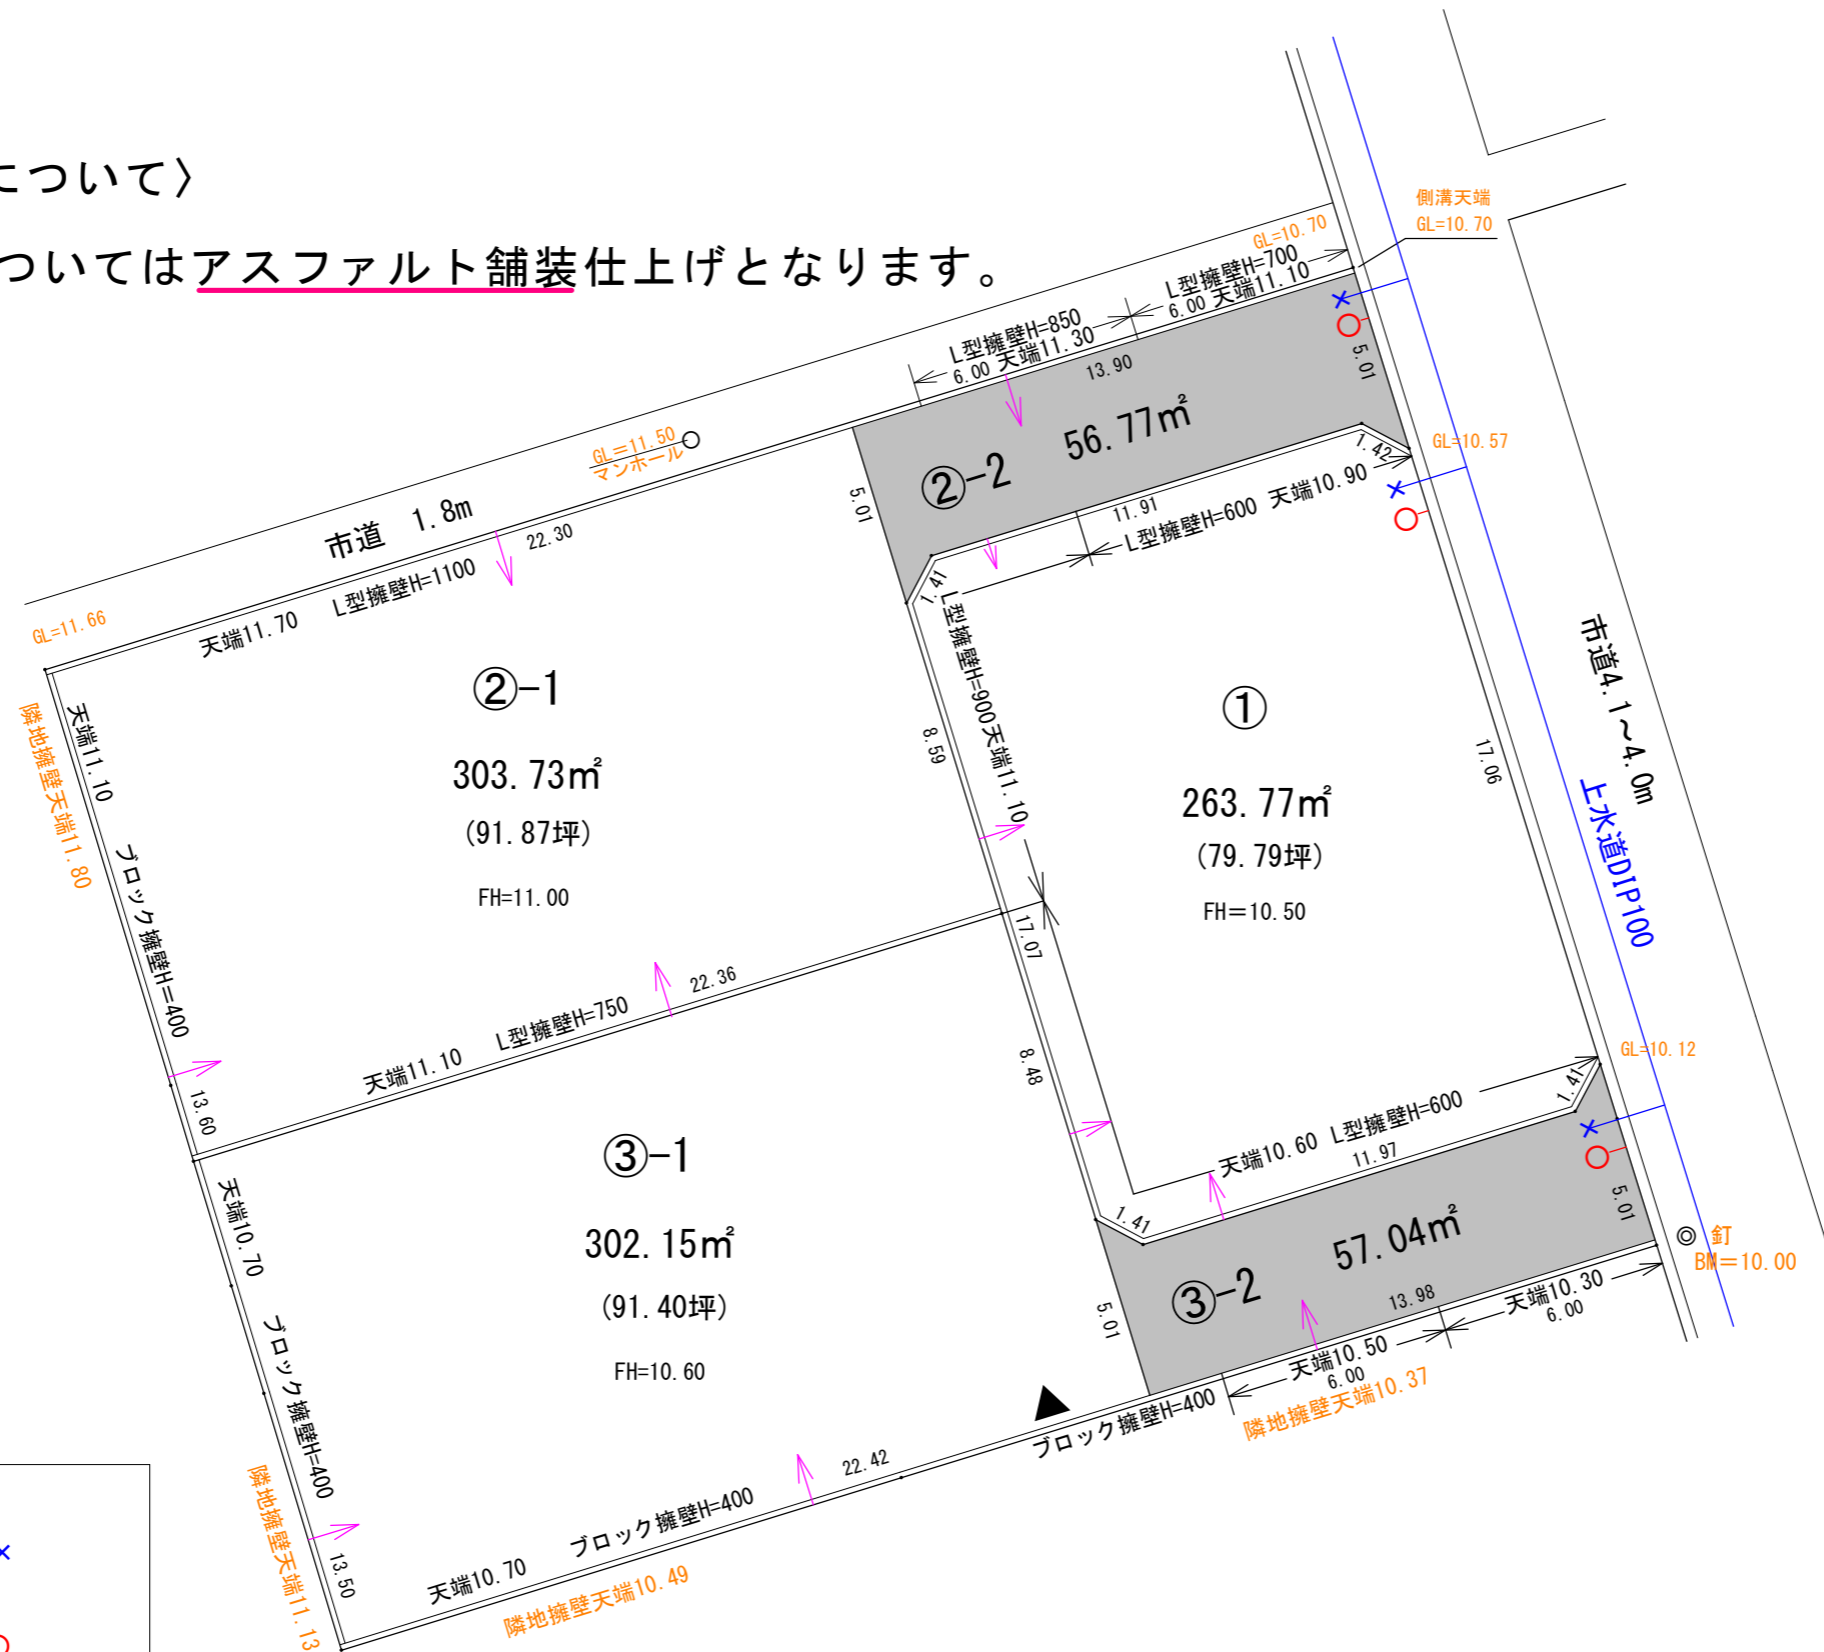 について〉
ついてはアスファルト舗装仕上げとなります。
側溝天端
GL=10.70
GL=10.70
L型擁壁H=700
6.00 天端11.10
L型擁壁H=850
6.00 天端11.30
13.90
5.01
②-2 56.77㎡
1.42
GL=10.57
GL=11.50
マンホール
市道 1.8m
22.30
5.01
11.91
L型擁壁H=600 天端10.90
1.41
L型擁壁H=1100
天端11.70
GL=11.66
L型擁壁H=900天端11.10
②-1
303.73㎡
(91.87坪)
FH=11.00
天端11.10
隣地擁壁天端11.80
ブロック擁壁H=400
13.60
8.59
①
263.77㎡
(79.79坪)
FH=10.50
17.06
市道4.1～4.0m
上水道DIP100
17.07
22.36
L型擁壁H=750
天端11.10
8.48
GL=10.12
1.41
天端10.60 L型擁壁H=600
11.97
1.41
③-1
302.15㎡
(91.40坪)
FH=10.60
天端10.70
ブロック擁壁H=400
隣地擁壁天端11.13
13.50
③-2 57.04㎡
5.01
5.01
釘
BM=10.00
13.98
天端10.30
6.00
天端10.50
6.00
隣地擁壁天端10.37
ブロック擁壁H=400
22.42
ブロック擁壁H=400
天端10.70
隣地擁壁天端10.49